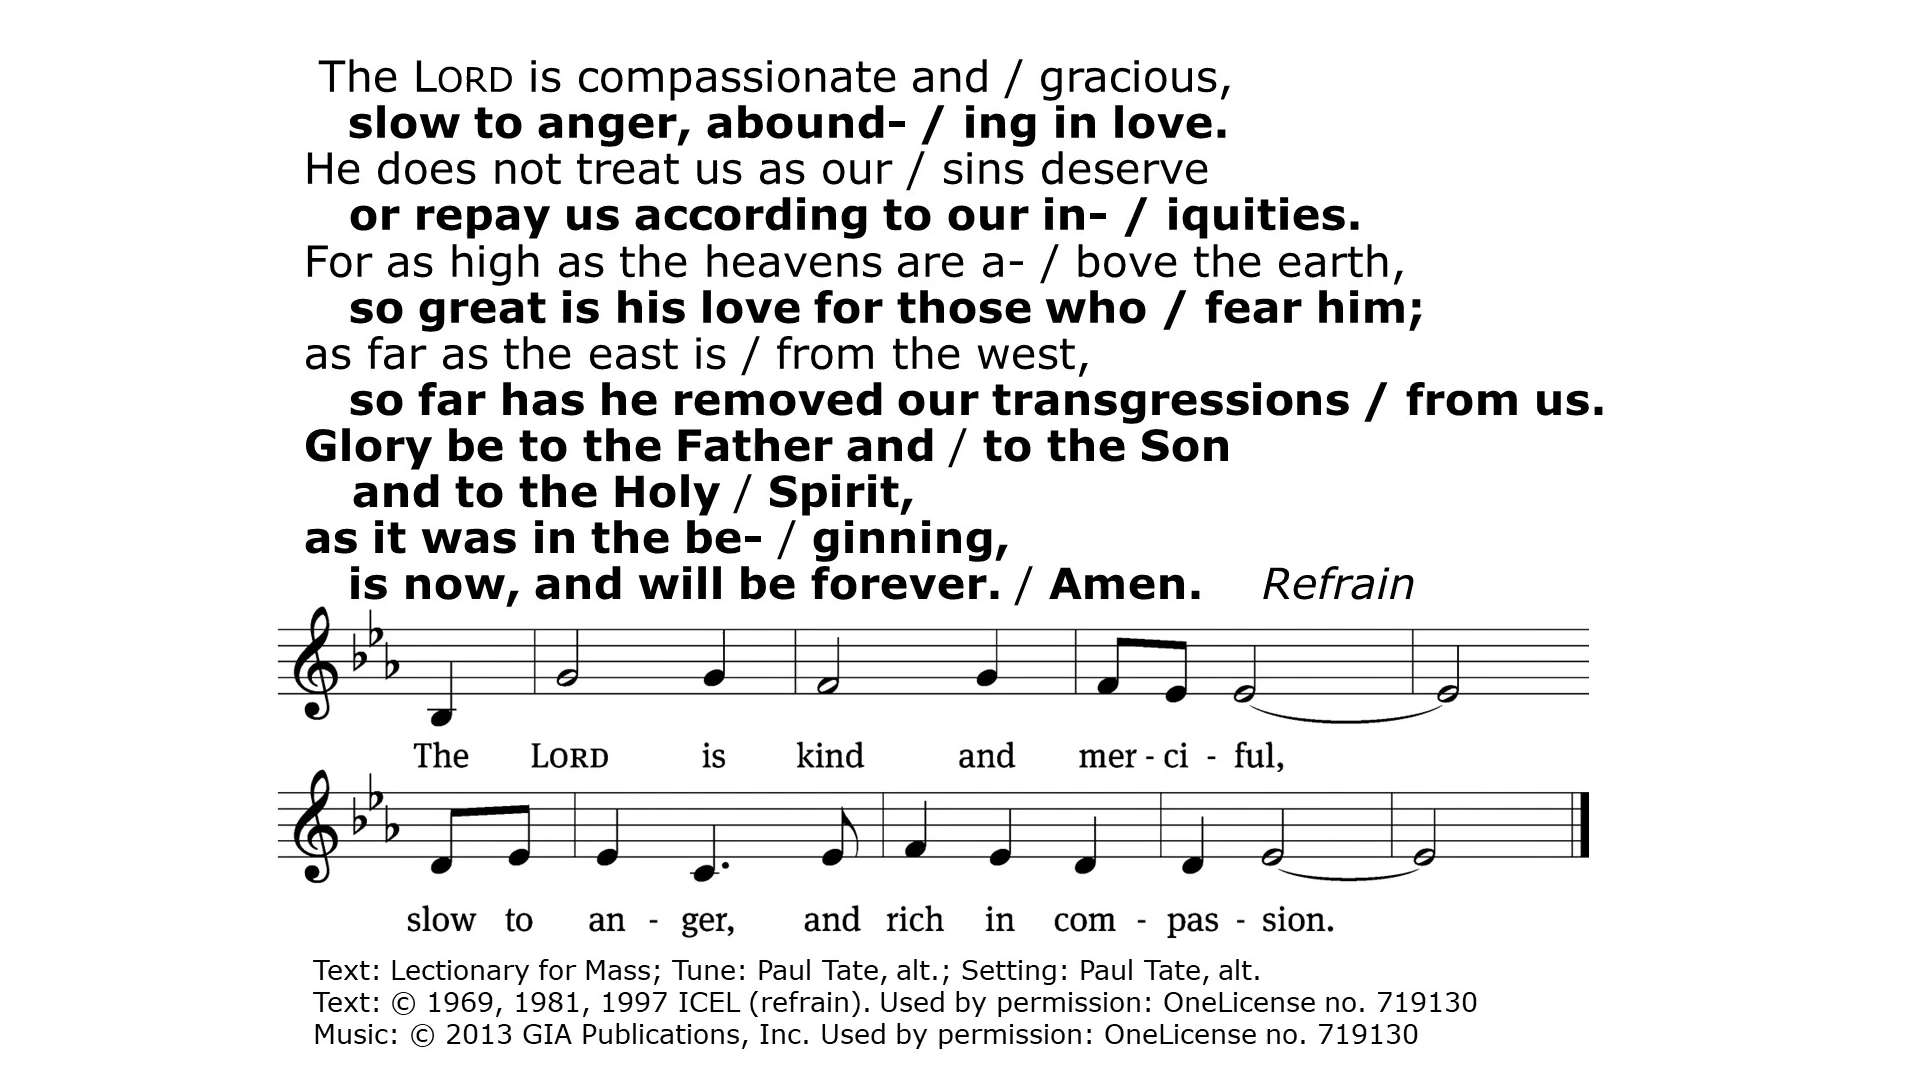 The LORD is compassionate and / gracious,
slow to anger, abound- / ing in love.
He does not treat us as our / sins deserve
or repay us according to our in- / iquities.
For as high as the heavens are a- / bove the earth,
so great is his love for those who / fear him;
as far as the east is / from the west,
so far has he removed our transgressions / from us.
Glory be to the Father and / to the Son
and to the Holy / Spirit,
as it was in the be- / ginning,
is now, and will be forever. / Amen. Refrain
The LORD is kind and mer - ci - ful,
slow to an - ger, and rich in com - pas - sion.
Text: Lectionary for Mass; Tune: Paul Tate, alt.; Setting: Paul Tate, alt.
Text: © 1969, 1981, 1997 ICEL (refrain). Used by permission: OneLicense no. 719130
Music: © 2013 GIA Publications, Inc. Used by permission: OneLicense no. 719130